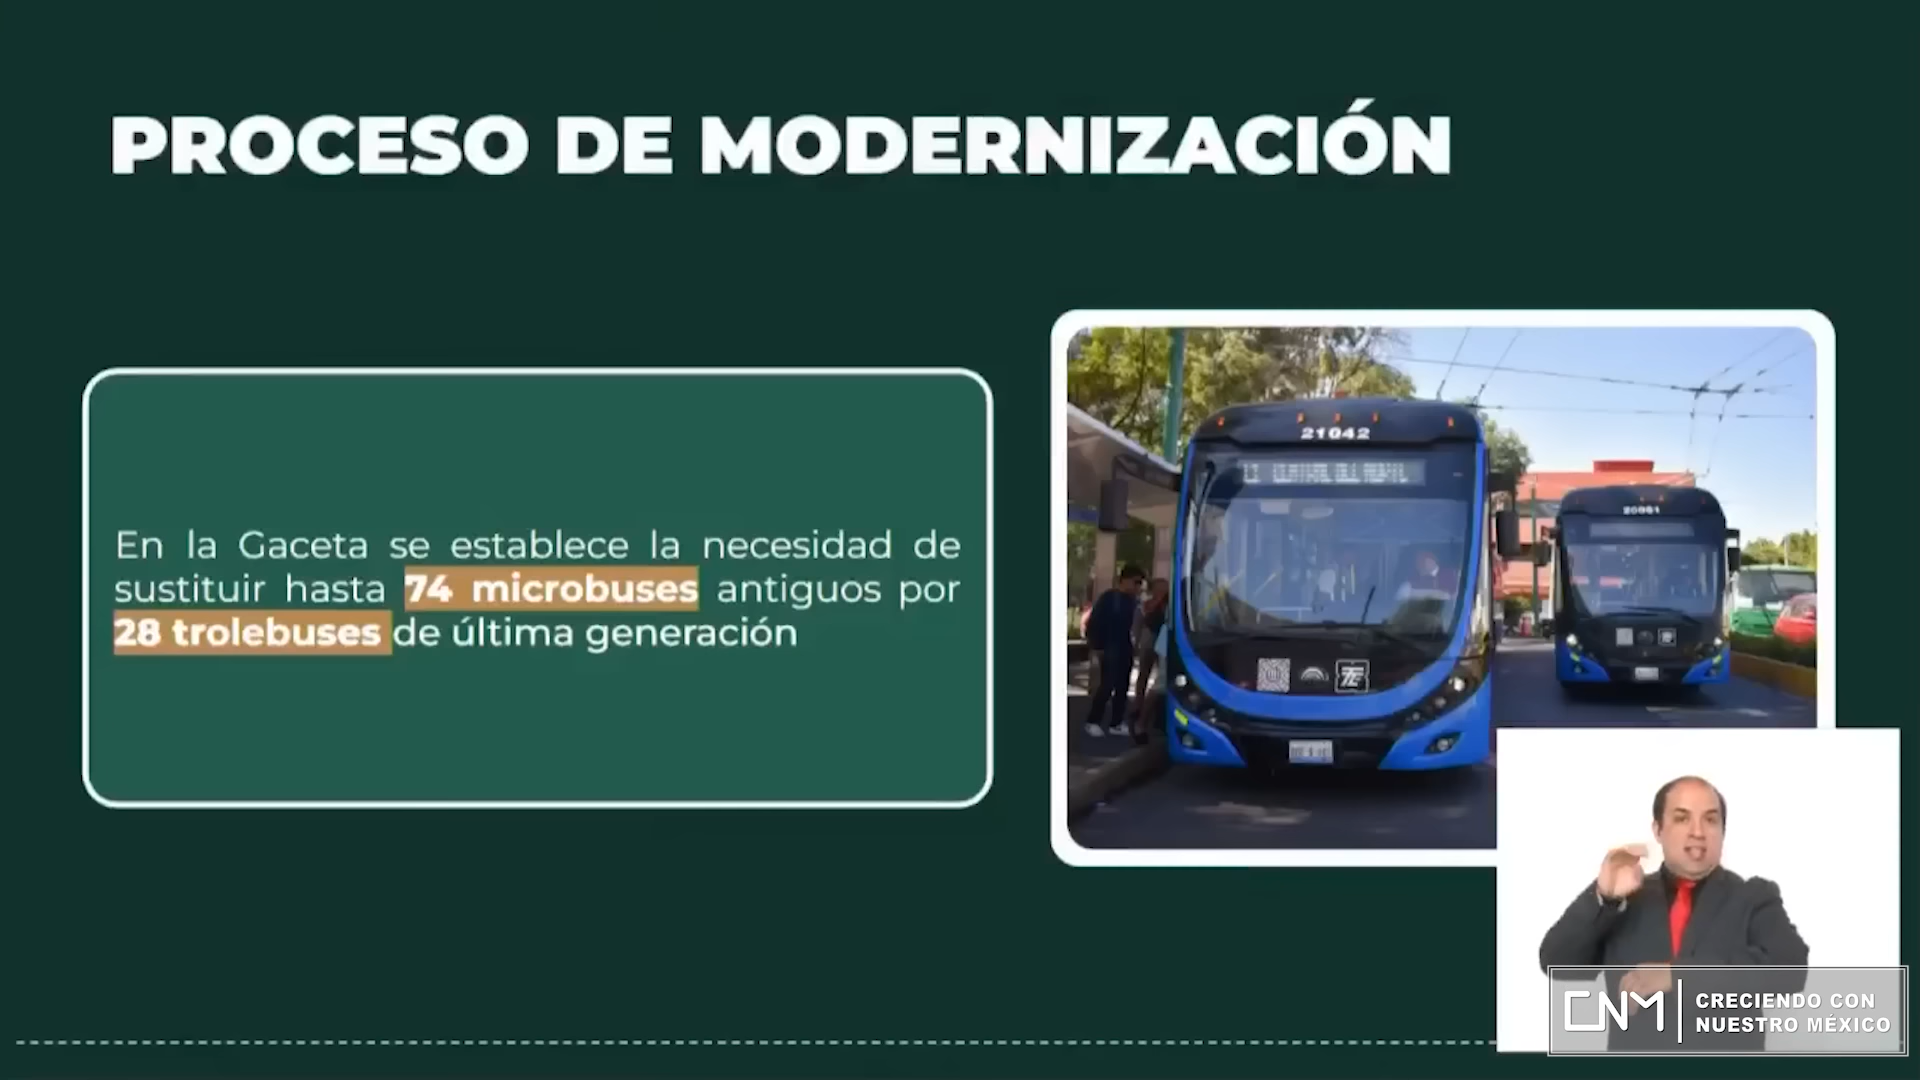 PROCESO DE MODERNIZACIÓN
En la Gaceta se establece la necesidad de
sustituir hasta 74 microbuses antiguos por
28 trolebuses de última generación
21042
CNM
CRECIENDO CON
NUESTRO MÉXICO